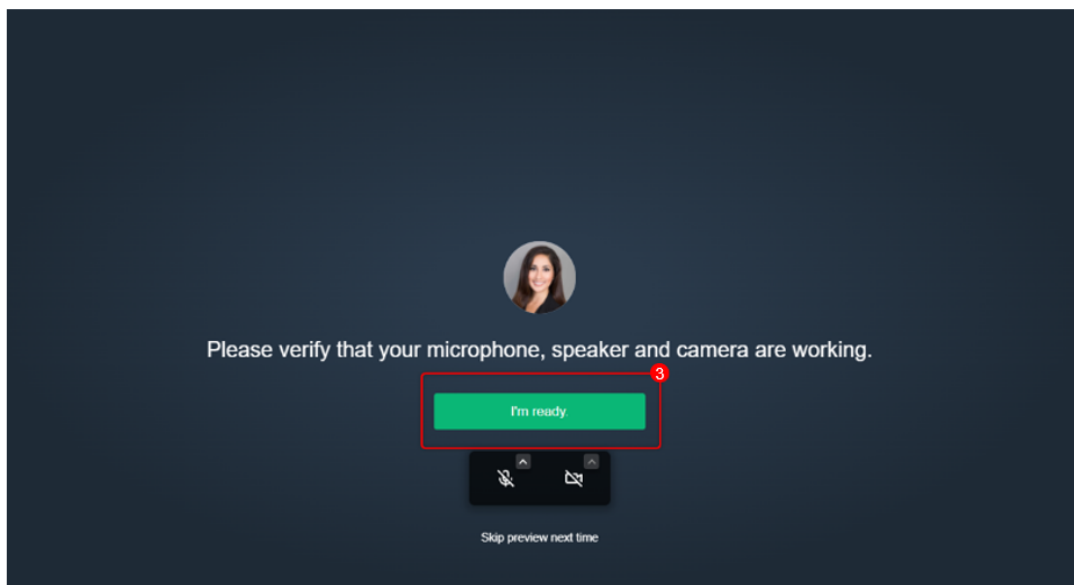 Please verify that your microphone, speaker and camera are working.
3
I'm ready.
Skip preview next time